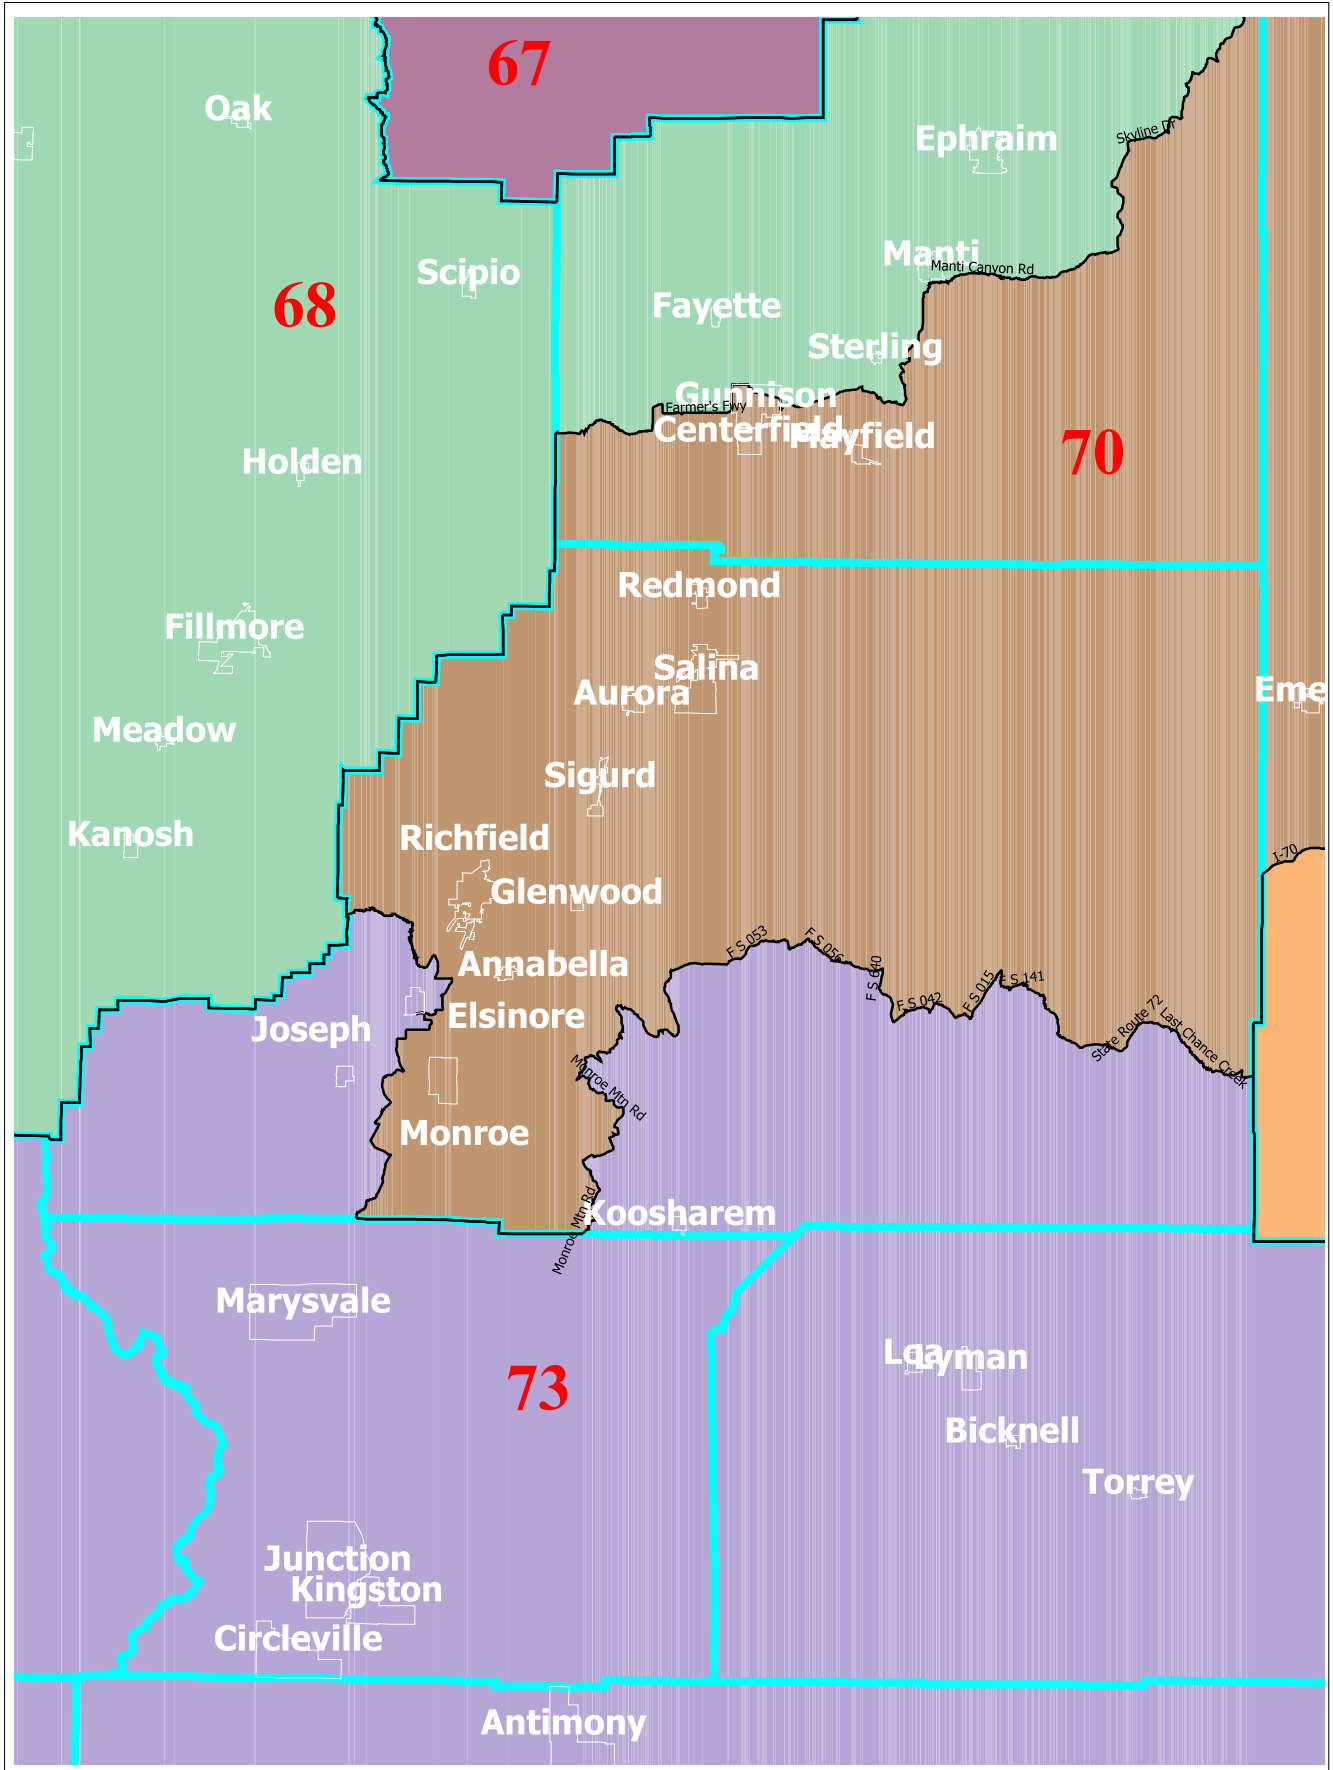 67
Oak
Ephraim
Skyline Dr
Manti
Manti Canyon Rd
Scipio
68
Fayette
Sterling
Gunnison
Farmer's Fwy
Centerfield
Mayfield
70
Holden
Redmond
Fillmore
Salina
Aurora
Eme
Meadow
Sigurd
Kanosh
Richfield
I-70
Glenwood
F S 053
F S 056
Annabella
F S 640
F S 015
F S 141
F S 042
Elsinore
Joseph
State Route 72
Last Chance Creek
Monroe Mtn Rd
Monroe
Koosharem
Monroe Mtn Rd
Marysvale
Loa
Lyman
73
Bicknell
Torrey
Junction
Kingston
Circleville
Antimony